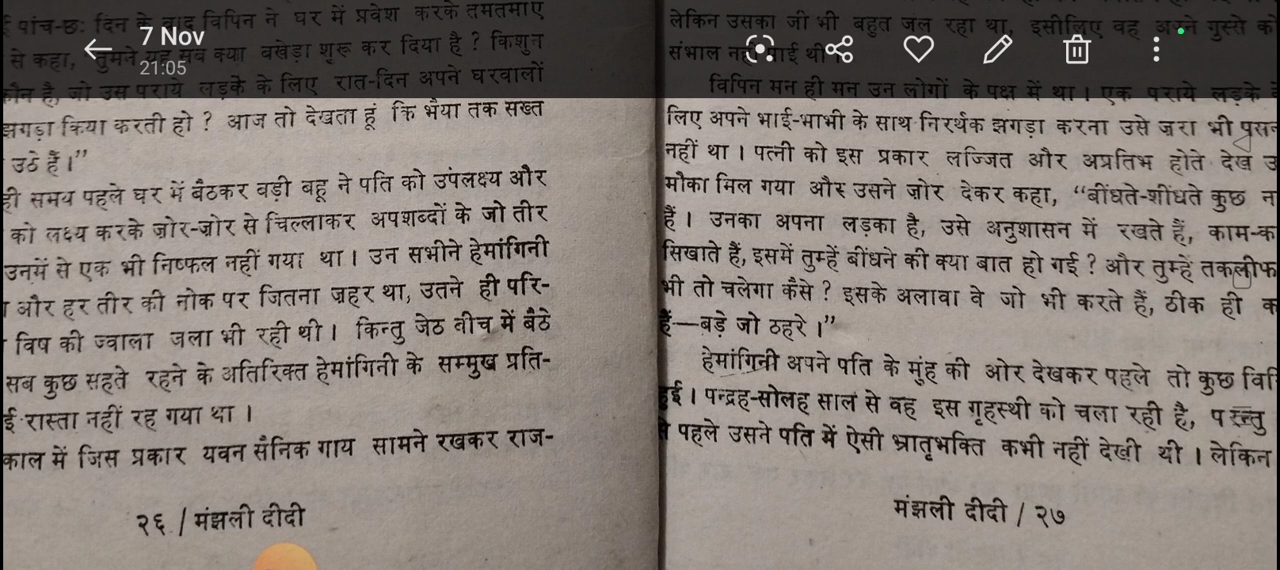 7 Nov
21:05
पांच-छः दिन के बाद विपिन ने घर में प्रवेश करके तमतमाए
से कहा, तुमने यह सब क्या बखेड़ा शुरू कर दिया है ? किशुन
कौन है, जो उस पराये लड़के के लिए रात-दिन अपने घरवालों
झगड़ा किया करती हो ? आज तो देखता हूं कि भैया तक सख्त
उठे हैं।”
ही समय पहले घर में बैठकर बड़ी बहू ने पति को उपलक्ष्य और
को लक्ष्य करके ज़ोर-ज़ोर से चिल्लाकर अपशब्दों के जो तीर
उनमें से एक भी निष्फल नहीं गया था। उन सभीने हेमांगिनी
और हर तीर की नोक पर जितना ज़हर था, उतने ही परि-
विष की ज्वाला जला भी रही थी। किन्तु जेठ बीच में बैठे
सब कुछ सहते रहने के अतिरिक्त हेमांगिनी के सम्मुख प्रति-
ई रास्ता नहीं रह गया था।
काल में जिस प्रकार यवन सैनिक गाय सामने रखकर राज-
२६ / मंझली दीदी
लेकिन उसका जी भी बहुत जल रहा था, इसीलिए वह अपने गुस्से को
संभाल नहीं पाई थी
विपिन मन ही मन उन लोगों के पक्ष में था। एक पराये लड़के के
लिए अपने भाई-भाभी के साथ निरर्थक झगड़ा करना उसे ज़रा भी पसन
नहीं था। पत्नी को इस प्रकार लज्जित और अप्रतिभ होते देख उ
मौका मिल गया और उसने ज़ोर देकर कहा, “बींधते-शींधते कुछ न
हैं। उनका अपना लड़का है, उसे अनुशासन में रखते हैं, काम-क
सिखाते हैं, इसमें तुम्हें बींधने की क्या बात हो गई ? और तुम्हें तकलीफ
भी तो चलेगा कैसे ? इसके अलावा वे जो भी करते हैं, ठीक ही क
हैं—बड़े जो ठहरे।”
हेमांगिनी अपने पति के मुंह की ओर देखकर पहले तो कुछ विस्
हुई। पन्द्रह-सोलह साल से वह इस गृहस्थी को चला रही है, परन्तु
से पहले उसने पति में ऐसी भ्रातृभक्ति कभी नहीं देखी थी। लेकिन
मंझली दीदी / २७